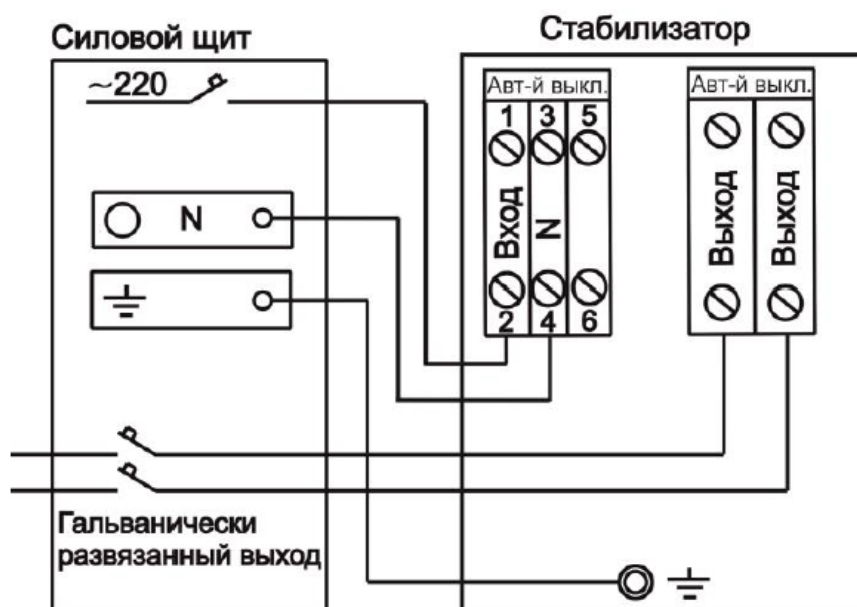 Силовой щит
Стабилизатор
~220
Авт-й выкл.
1 3 5
Вход
N
2 4 6
Авт-й выкл.
Выход
Выход
N
Гальванически
развязанный выход